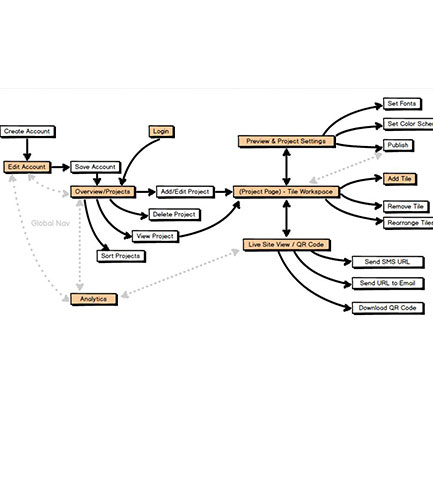 Set Fonts
Create Account
Login
Set Color Sche
Preview & Project Settings
Publish
Edit Account
Save Account
Add Tile
Overview/Projects
Add/Edit Project
(Project Page) - Tile Workspace
Delete Project
Remove Tile
Global Nav
Rearrange Tiles
View Project
Live Site View / QR Code
Sort Projects
Send SMS URL
Send URL to Email
Analytics
Download QR Code